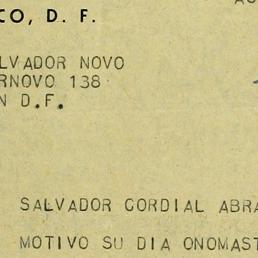 CO, D. F.
LVADOR NOVO
RNOVO 138
N D.F.
SALVADOR CORDIAL ABRA
MOTIVO SU DIA ONOMAST